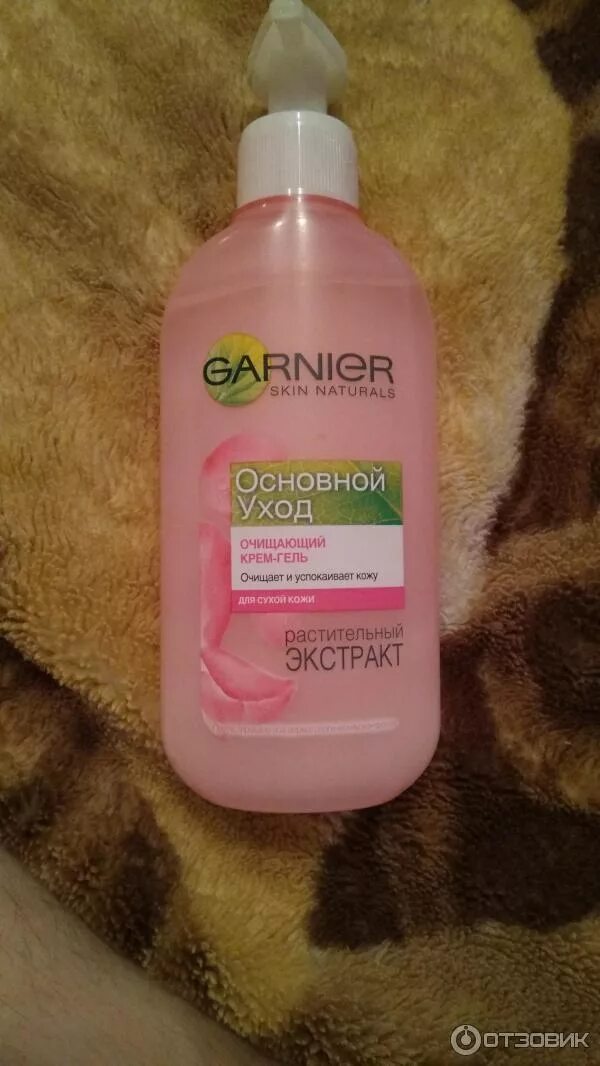 GARNIER
SKIN NATURALS
ОСНОВНОЙ
УХОД
ОЧИЩАЮЩИЙ
КРЕМ-ГЕЛЬ
Очищает и успокаивает кожу
ДЛЯ СУХОЙ КОЖИ
РАСТИТЕЛЬНЫЙ
ЭКСТРАКТ
ОТЗОВИК